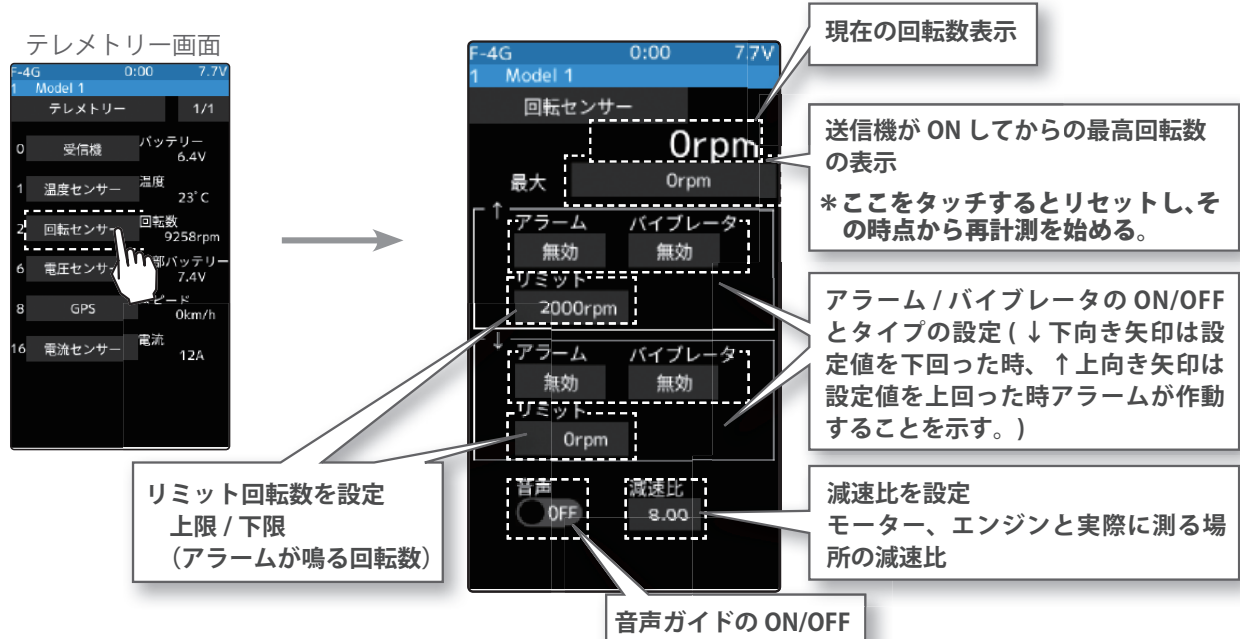 テレメトリー画面
F-4G 0:00 7.7V
1 Model 1
テレメトリー 1/1
0 受信機 バッテリー
6.4V
1 温度センサー 温度
23°C
2 回転センサー 回転数
9258rpm
6 電圧センサ 部バッテリー
7.4V
8 GPS スピード
0km/h
16 電流センサー 電流
12A
F-4G 0:00 7.7V
1 Model 1
回転センサー
0rpm
最大 0rpm
↑
アラーム バイブレータ
無効 無効
リミット
2000rpm
↓
アラーム バイブレータ
無効 無効
リミット
0rpm
音声 減速比
OFF 8.00
現在の回転数表示
送信機が ON してからの最高回転数
の表示
＊ここをタッチするとリセットし、そ
の時点から再計測を始める。
アラーム / バイブレータの ON/OFF
とタイプの設定 ( ↓下向き矢印は設
定値を下回った時、↑上向き矢印は
設定値を上回った時アラームが作動
することを示す。)
リミット回転数を設定
上限 / 下限
（アラームが鳴る回転数）
減速比を設定
モーター、エンジンと実際に測る場
所の減速比
音声ガイドの ON/OFF